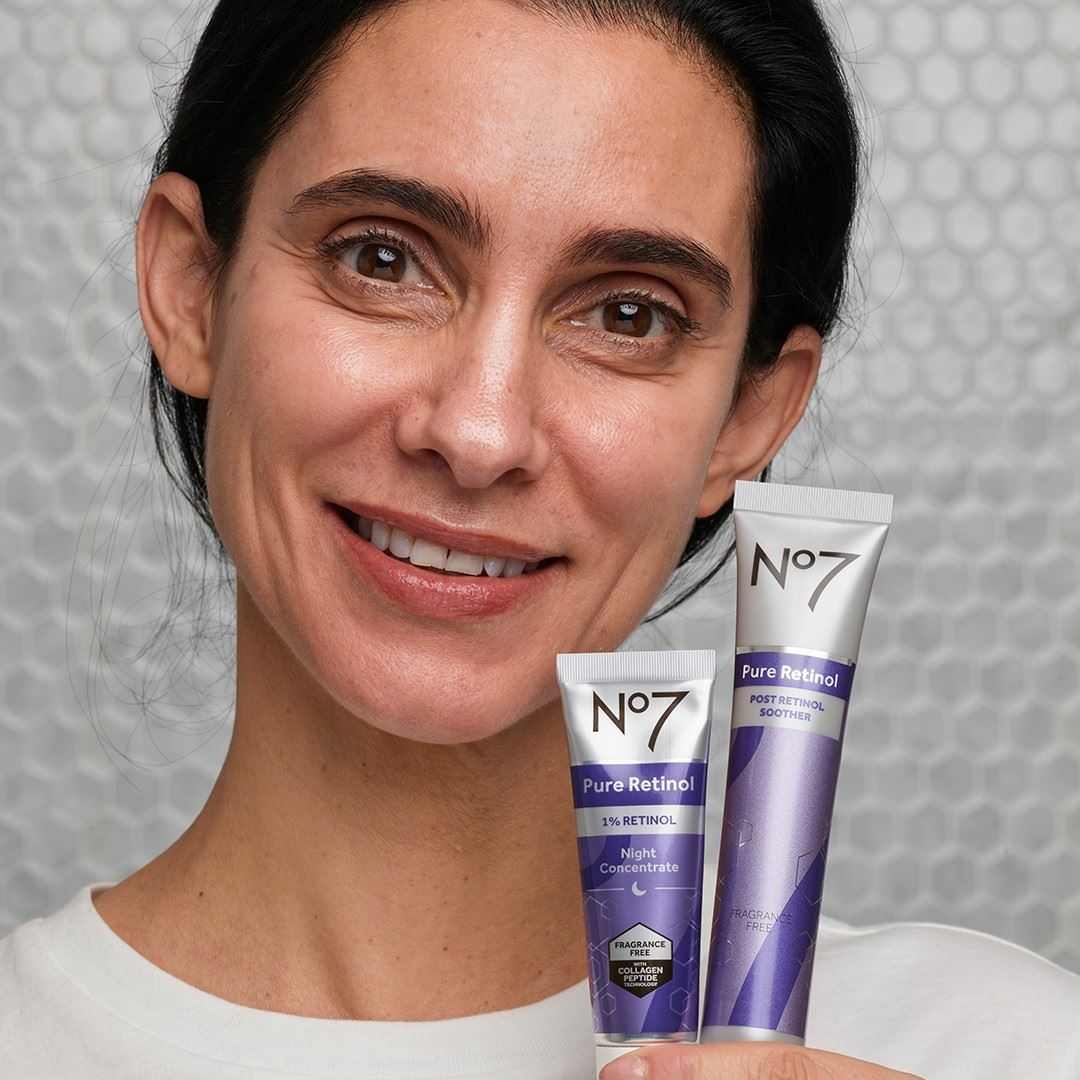 No7
Pure Retinol
1% RETINOL
Night
Concentrate
FRAGRANCE
FREE
WITH
COLLAGEN
PEPTIDE
TECHNOLOGY
No7
Pure Retinol
POST RETINOL
SOOTHER
FRAGRANCE
FREE